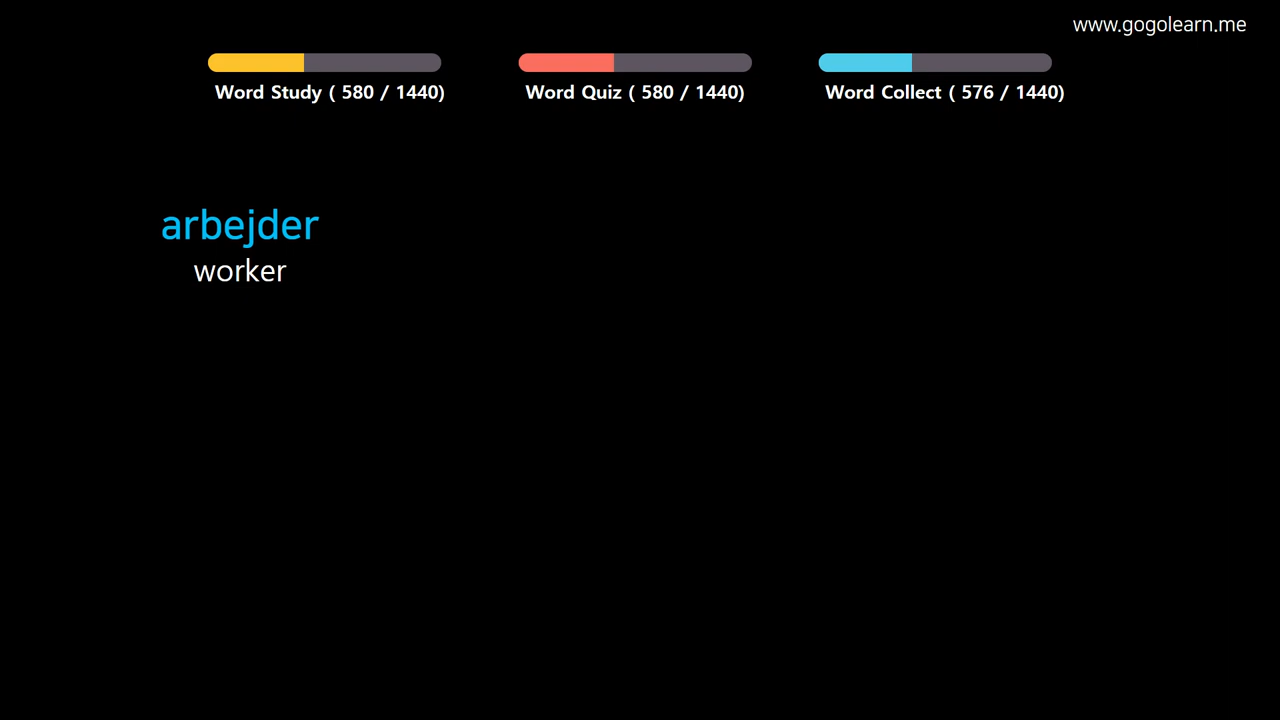 www.gogolearn.me
Word Study ( 580 / 1440)
Word Quiz ( 580 / 1440)
Word Collect ( 576 / 1440)
arbejder
worker